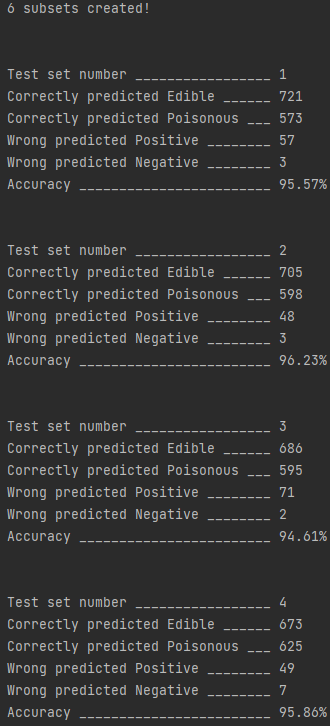 6 subsets created!
Test set number _________________ 1
Correctly predicted Edible ______ 721
Correctly predicted Poisonous ___ 573
Wrong predicted Positive ________ 57
Wrong predicted Negative ________ 3
Accuracy ________________________ 95.57%
Test set number _________________ 2
Correctly predicted Edible ______ 705
Correctly predicted Poisonous ___ 598
Wrong predicted Positive ________ 48
Wrong predicted Negative ________ 3
Accuracy ________________________ 96.23%
Test set number _________________ 3
Correctly predicted Edible ______ 686
Correctly predicted Poisonous ___ 595
Wrong predicted Positive ________ 71
Wrong predicted Negative ________ 2
Accuracy ________________________ 94.61%
Test set number _________________ 4
Correctly predicted Edible ______ 673
Correctly predicted Poisonous ___ 625
Wrong predicted Positive ________ 49
Wrong predicted Negative ________ 7
Accuracy ________________________ 95.86%